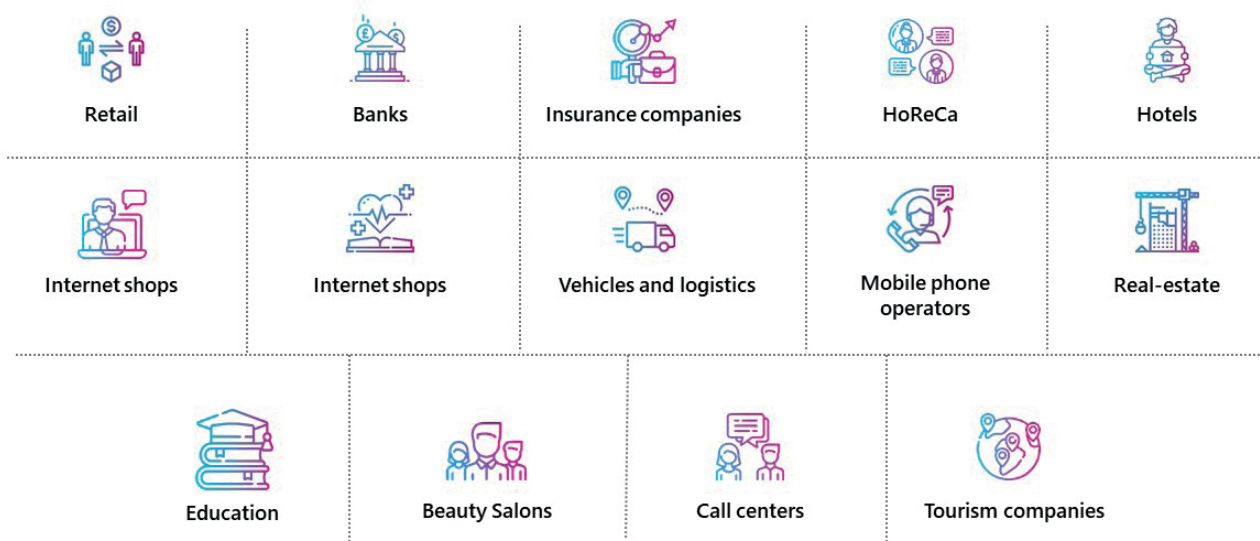 Retail
Banks
Insurance companies
HoReCa
Hotels
Internet shops
Internet shops
Vehicles and logistics
Mobile phone
operators
Real-estate
Education
Beauty Salons
Call centers
Tourism companies